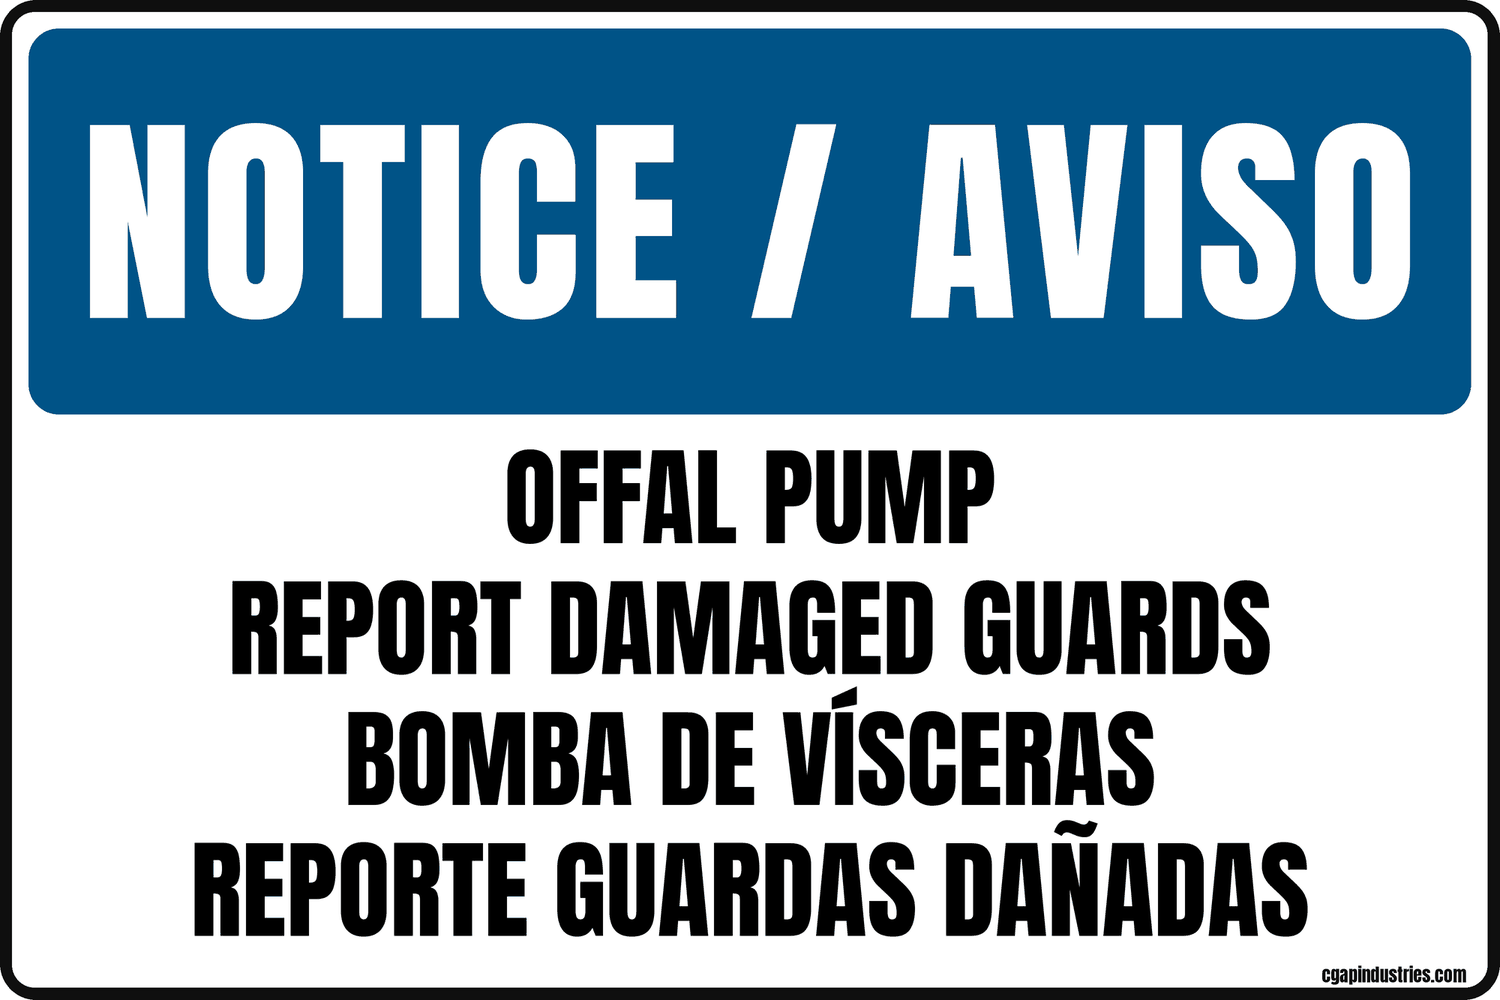 NOTICE / AVISO
OFFAL PUMP
REPORT DAMAGED GUARDS
BOMBA DE VÍSCERAS
REPORTE GUARDAS DAÑADAS
cgapindustries.com